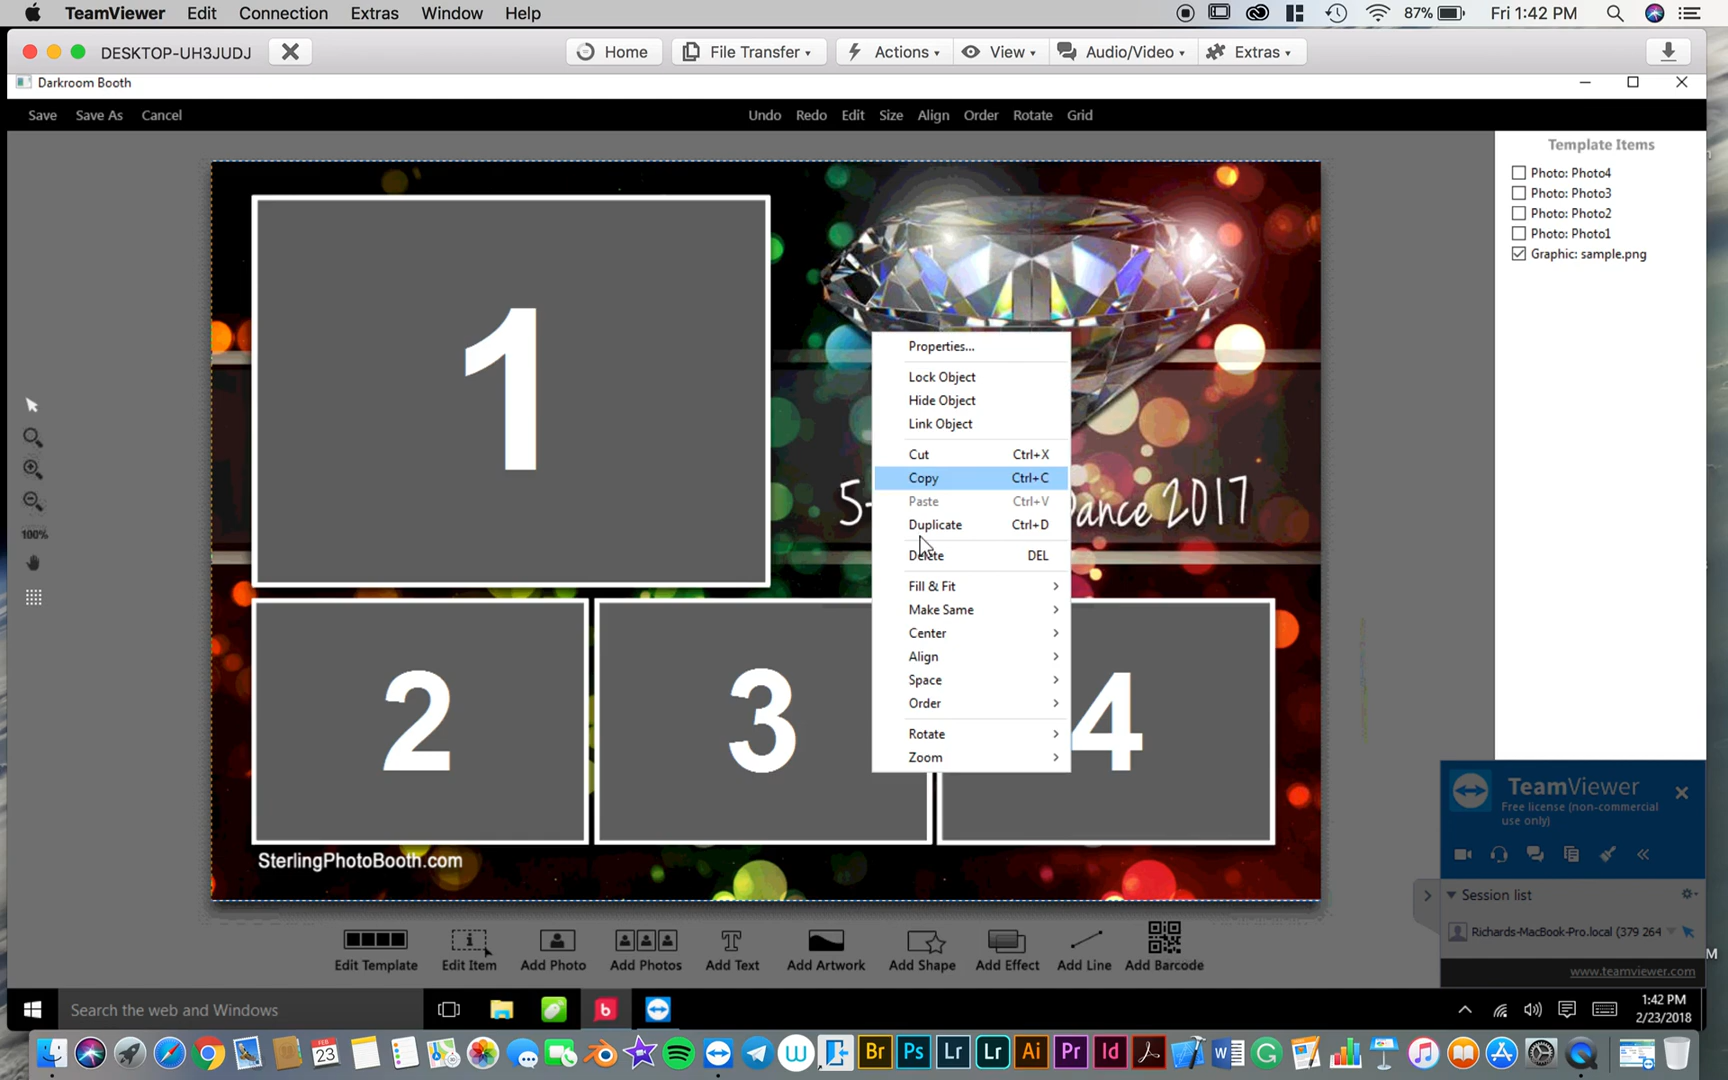 TeamViewer Edit Connection Extras Window Help 87% Fri 1:42 PM
DESKTOP-UH3JUDJ Home File Transfer Actions View Audio/Video Extras
Darkroom Booth
Save Save As Cancel Undo Redo Edit Size Align Order Rotate Grid
Template Items
Photo: Photo4
Photo: Photo3
Photo: Photo2
Photo: Photo1
Graphic: sample.png
1
Properties...
Lock Object
Hide Object
Link Object
Cut Ctrl+X
Copy Ctrl+C
Paste Ctrl+V
Duplicate Ctrl+D
Delete DEL
Fill & Fit
Make Same
Center
Align
Space
Order
Rotate
Zoom
5- Dance 2017
100%
2 3 4
SterlingPhotoBooth.com
TeamViewer
Free license (non-commercial
use only)
Session list
Richards-MacBook-Pro.local (379 264
www.teamviewer.com
Edit Template Edit Item Add Photo Add Photos Add Text Add Artwork Add Shape Add Effect Add Line Add Barcode
Search the web and Windows b 1:42 PM
2/23/2018
FEB
23
Br Ps Lr Lr Ai Pr Id W